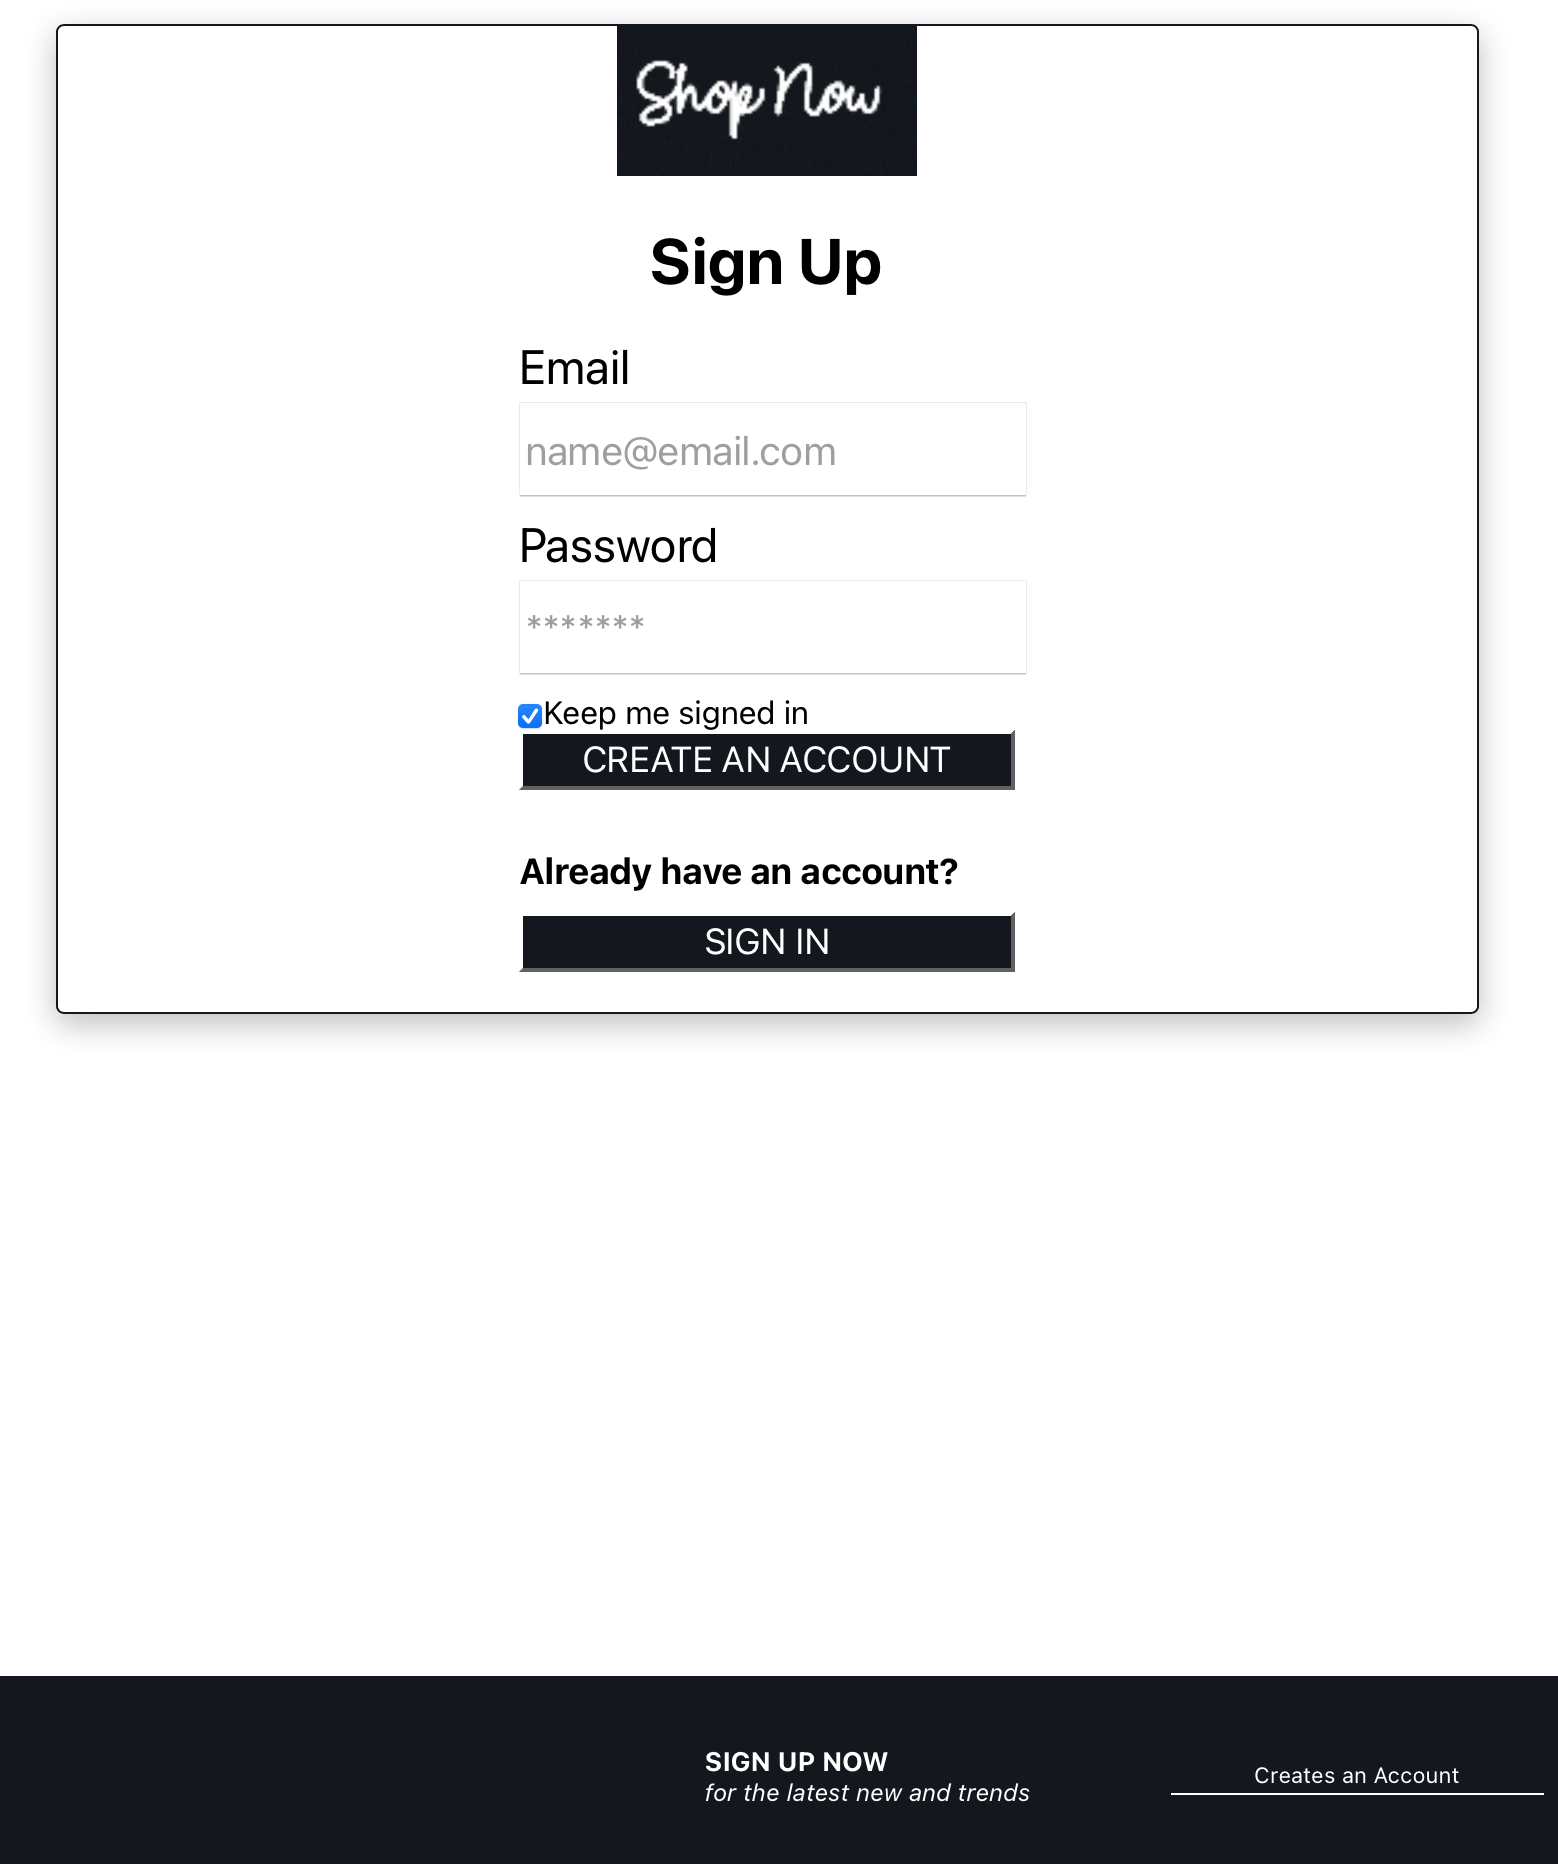 Shop Now
Sign Up
Email
name@email.com
Password
*******
Keep me signed in
CREATE AN ACCOUNT
Already have an account?
SIGN IN
SIGN UP NOW
for the latest new and trends
Creates an Account